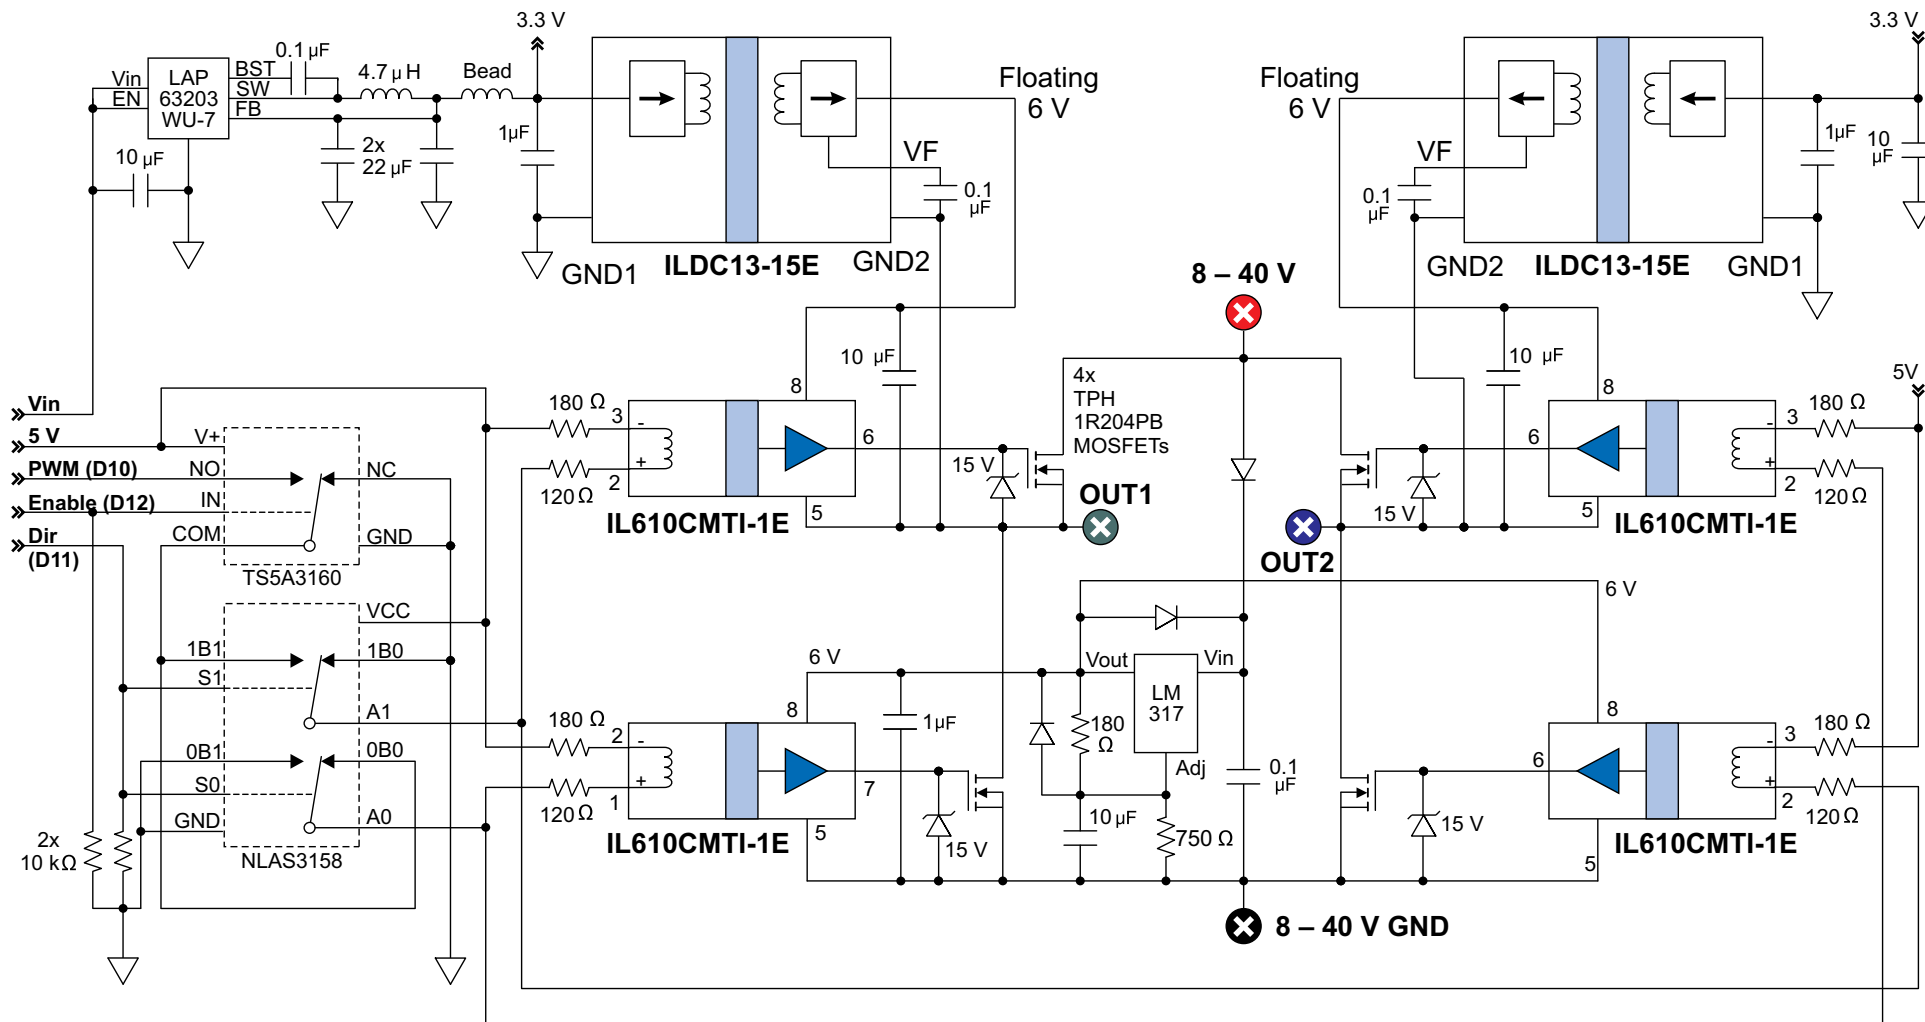 3.3 V
0.1 µF
4.7 µ H
Bead
Vin
EN
LAP
63203
WU-7
BST
SW
FB
10 µF
2x
22 µF
1µF
Floating
6 V
VF
0.1
µF
GND1
ILDC13-15E
GND2
Floating
6 V
VF
0.1
µF
GND2
ILDC13-15E
GND1
3.3 V
1µF
10
µF
8 – 40 V
Vin
5 V
PWM (D10)
Enable (D12)
Dir
(D11)
V+
NO
IN
COM
NC
GND
TS5A3160
180 Ω
3
-
+
120 Ω
2
8
6
5
IL610CMTI-1E
10 µF
15 V
4x
TPH
1R204PB
MOSFETs
OUT1
OUT2
15 V
10 µF
8
6
5
IL610CMTI-1E
3
-
+
2
180 Ω
120 Ω
5V
VCC
1B1
1B0
S1
A1
0B1
0B0
S0
GND
A0
NLAS3158
2x
10 kΩ
180 Ω
2
-
+
120 Ω
1
6 V
8
7
5
IL610CMTI-1E
1µF
15 V
Vout
Vin
LM
317
Adj
180
Ω
10 µF
750 Ω
0.1
µF
6 V
8
6
5
15 V
IL610CMTI-1E
3
-
+
2
180 Ω
120 Ω
8 – 40 V GND